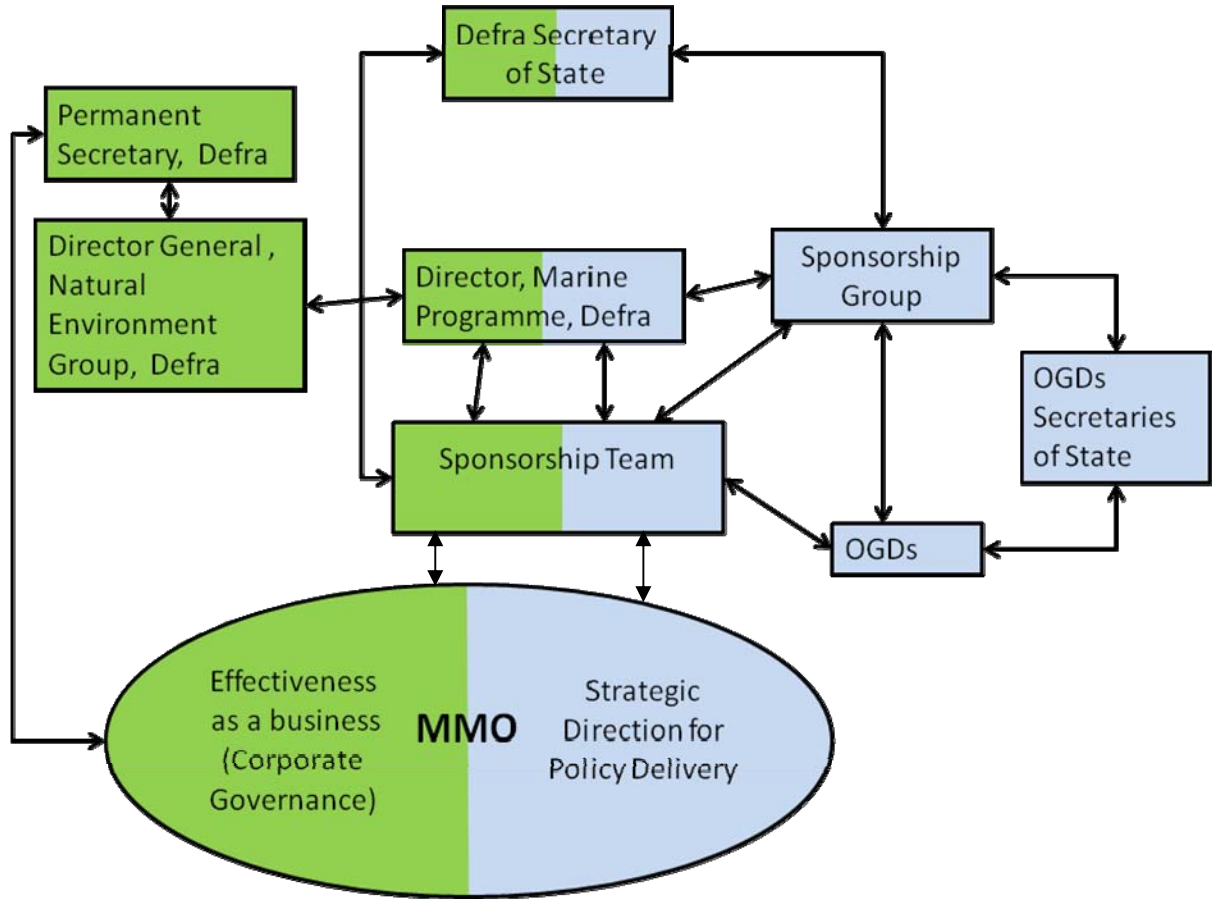 Defra Secretary
of State
Permanent
Secretary, Defra
Director General ,
Natural
Environment
Group, Defra
Director, Marine
Programme, Defra
Sponsorship
Group
OGDs
Secretaries
of State
Sponsorship Team
OGDs
Effectiveness
as a business
(Corporate
Governance)
MMO
Strategic
Direction for
Policy Delivery